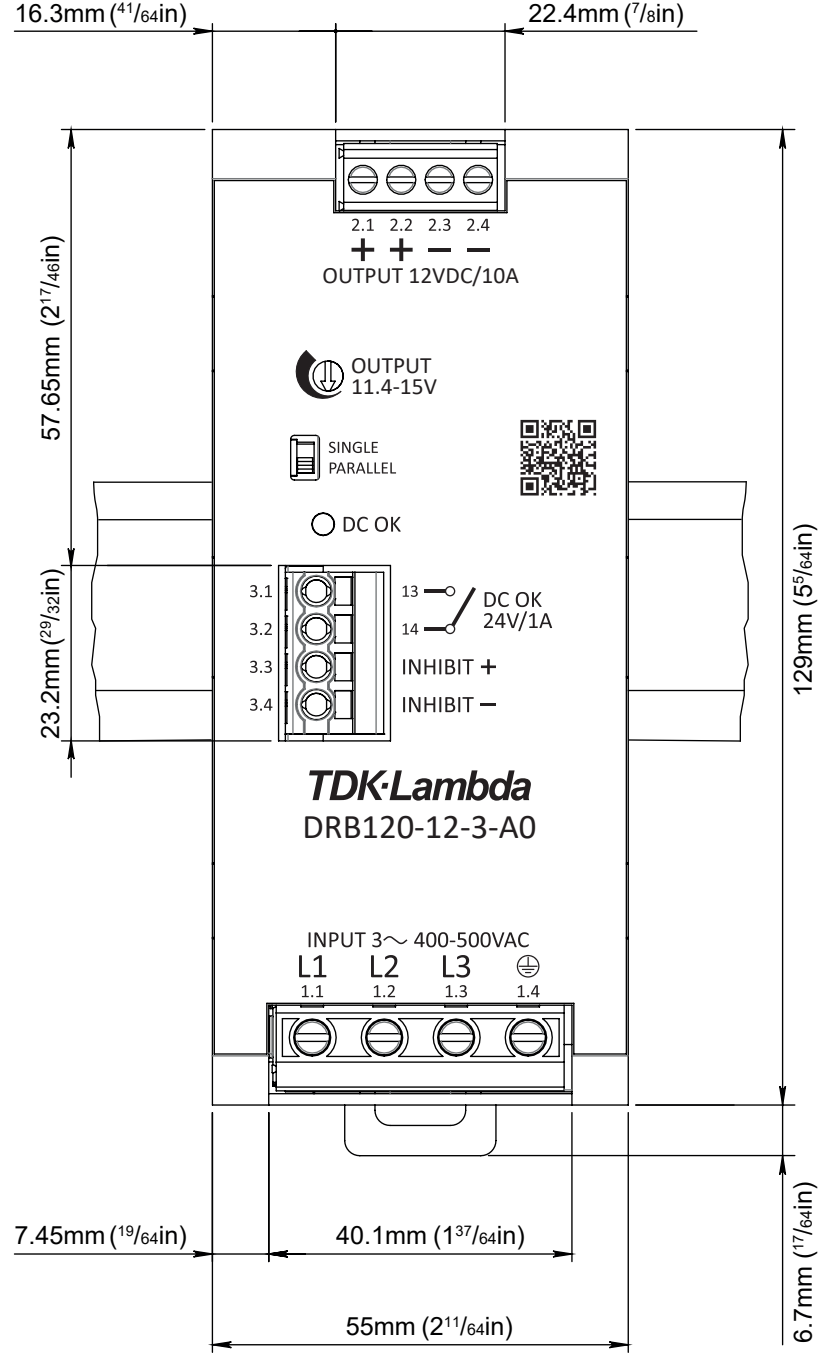 16.3mm (41/64in)
22.4mm (7/8in)
2.1 2.2 2.3 2.4
+ + − −
OUTPUT 12VDC/10A
57.65mm (217/46in)
OUTPUT
11.4-15V
SINGLE
PARALLEL
DC OK
129mm (55/64in)
23.2mm(29/32in)
3.1
13
3.2
14
DC OK
24V/1A
3.3
INHIBIT +
3.4
INHIBIT −
TDK·Lambda
DRB120-12-3-A0
INPUT 3～ 400-500VAC
L1 L2 L3
1.1 1.2 1.3 1.4
7.45mm (19/64in)
40.1mm (137/64in)
6.7mm (17/64in)
55mm (211/64in)